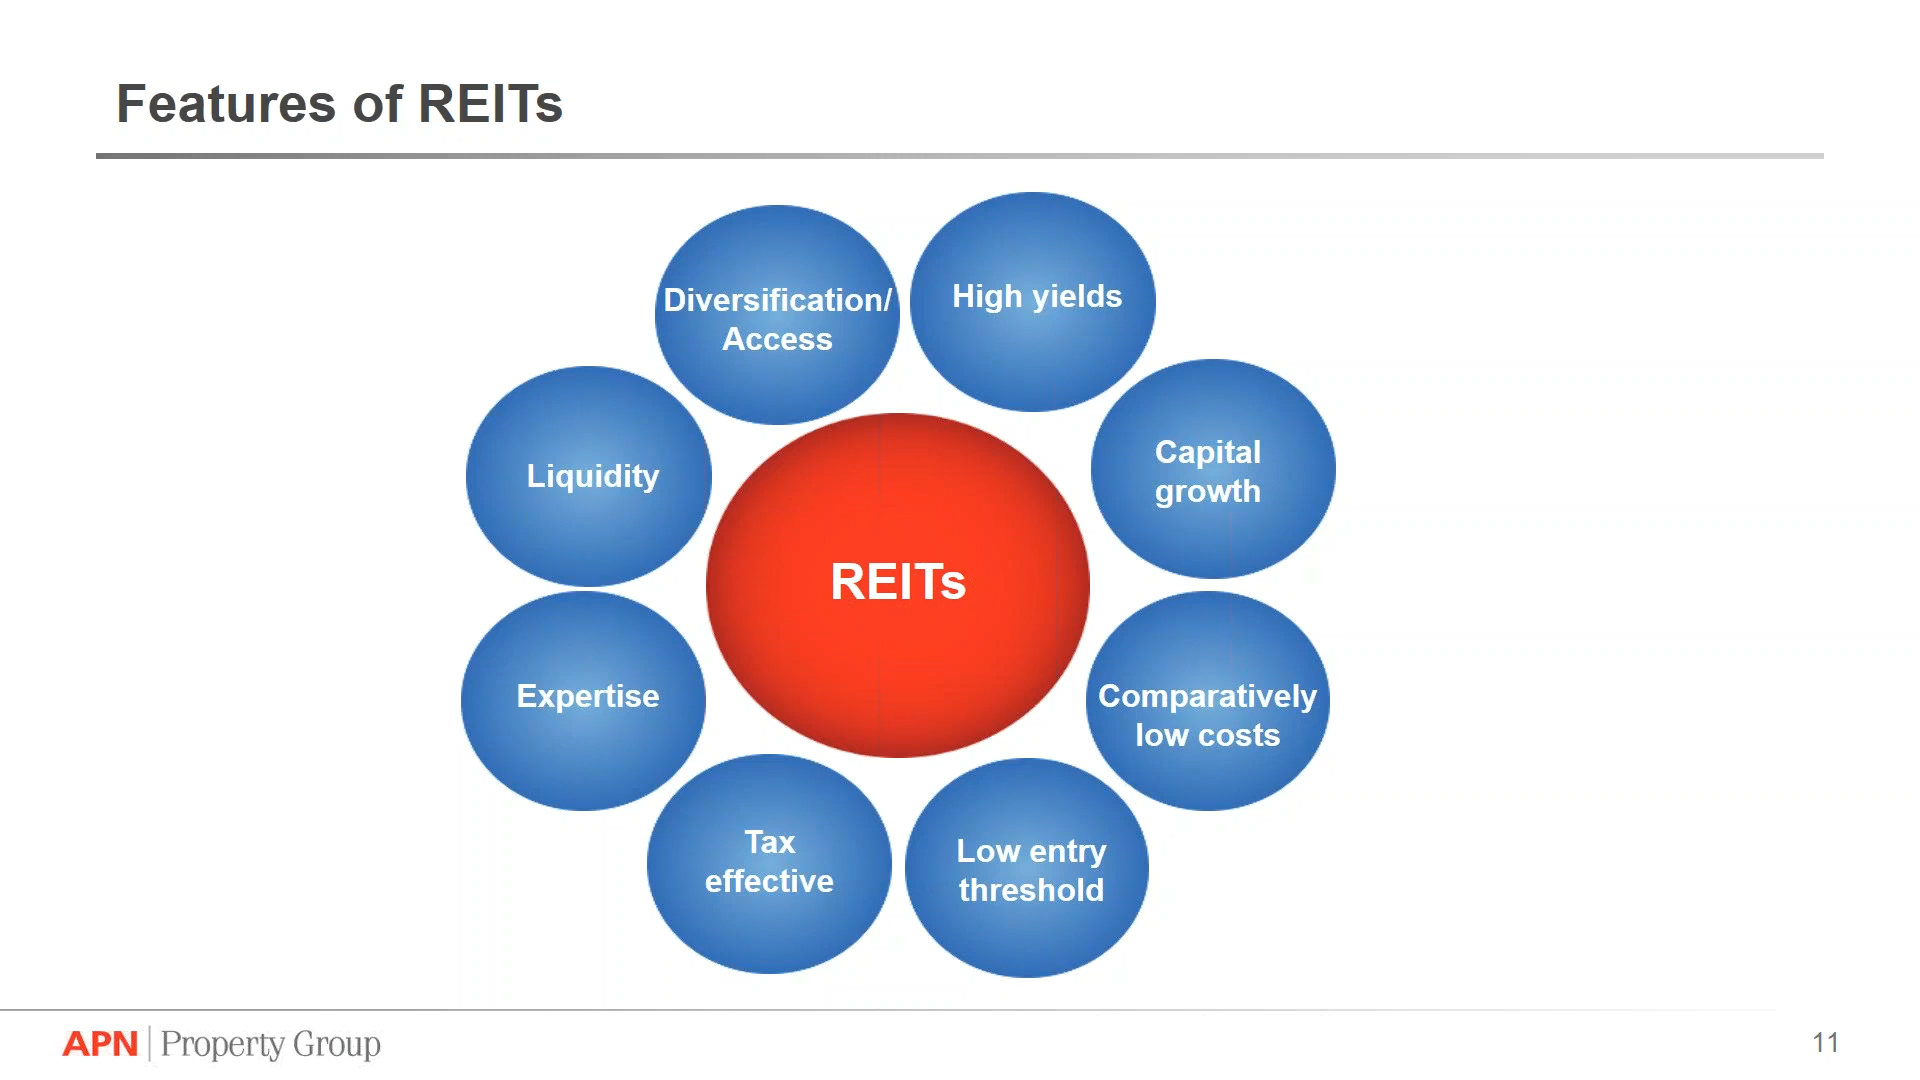 Features of REITs
Diversification/
Access
High yields
Capital
growth
Comparatively
low costs
Low entry
threshold
Tax
effective
Expertise
Liquidity
REITs
APN Property Group
11